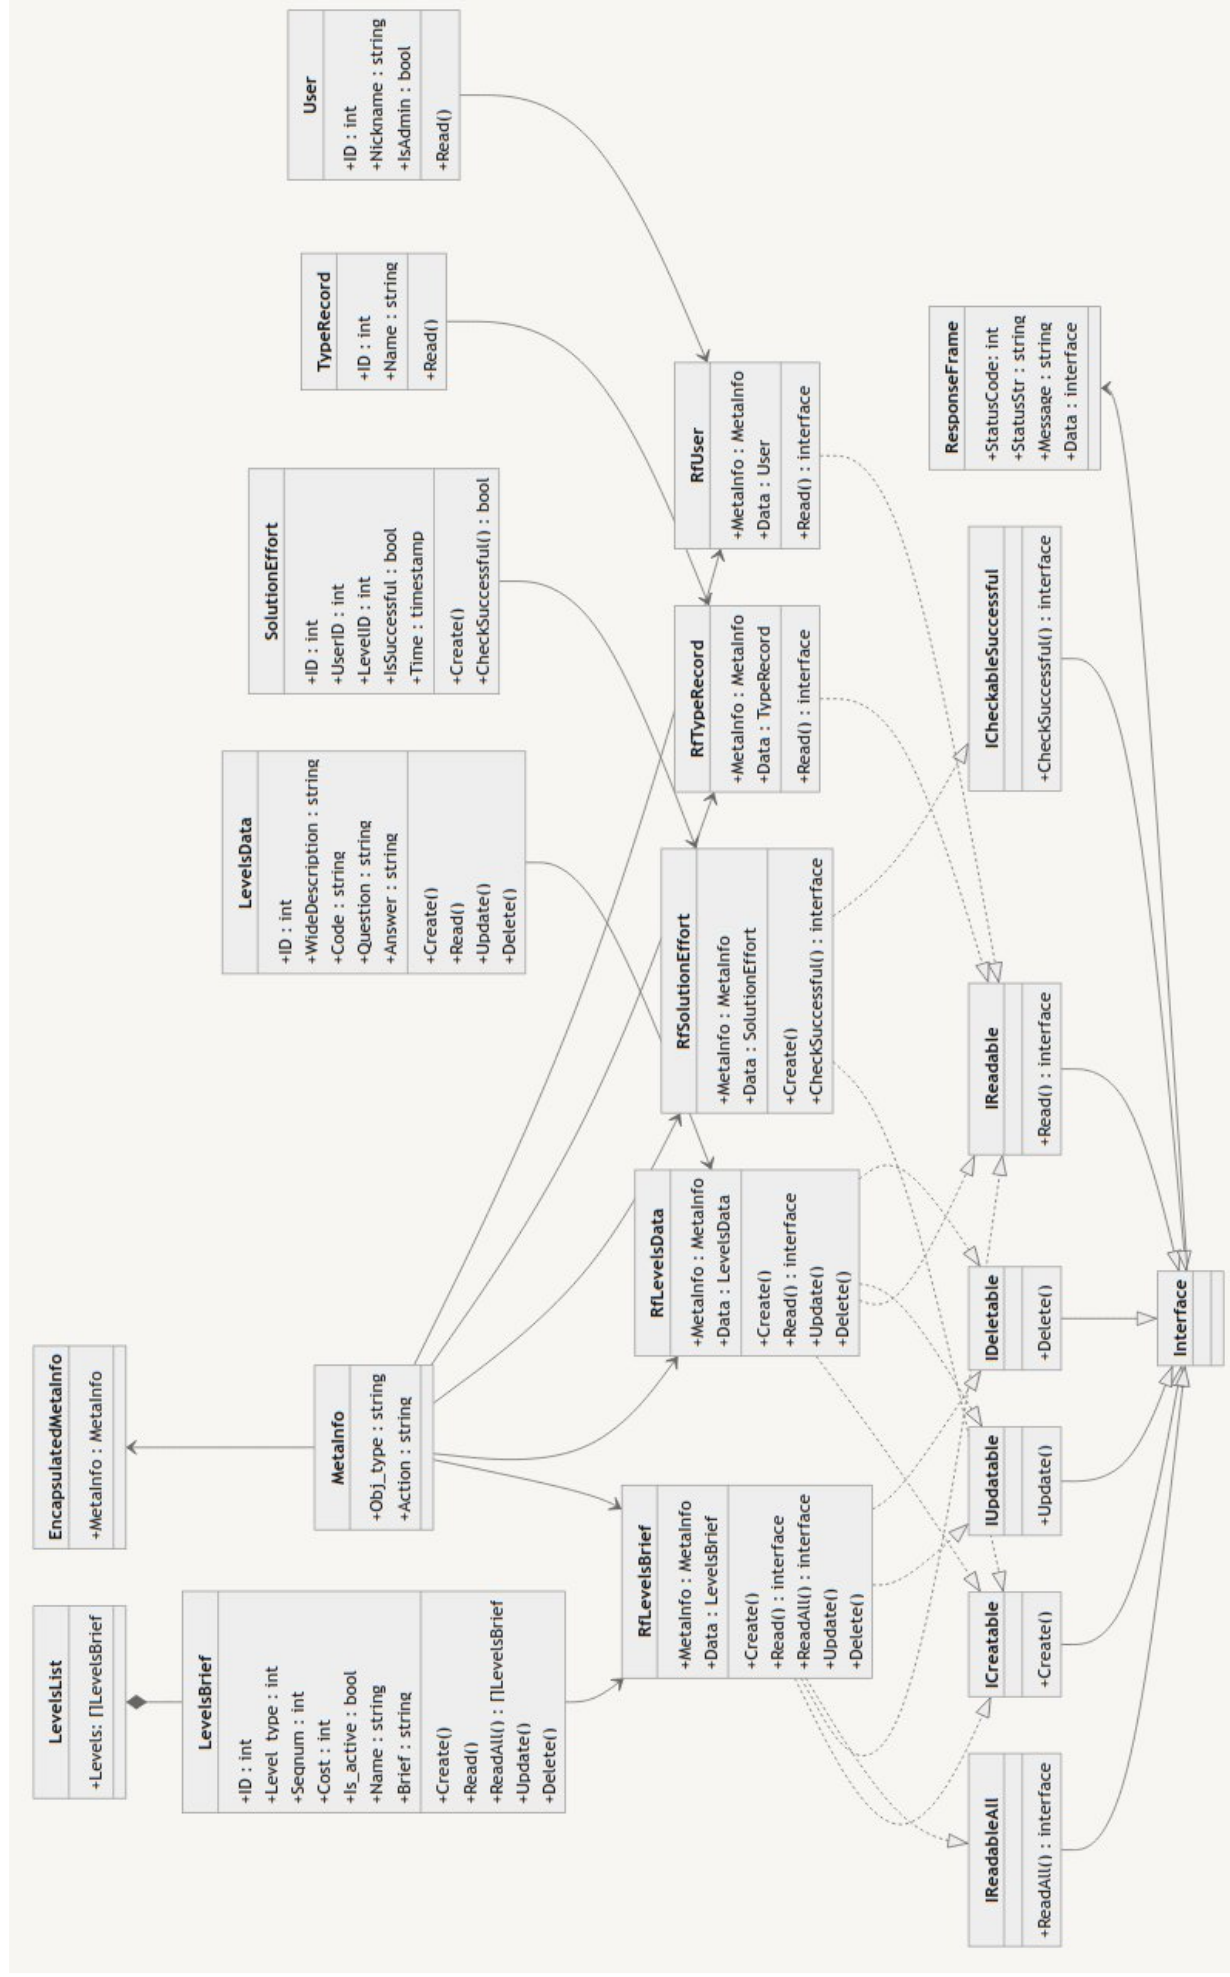 LevelsList
+Levels: []LevelsBrief
EncapsulatedMetaInfo
+MetaInfo : MetaInfo
LevelsBrief
+ID : int
+Level_type : int
+Seqnum : int
+Cost : int
+Is_active : bool
+Name : string
+Brief : string
+Create()
+Read()
+ReadAll() : []LevelsBrief
+Update()
+Delete()
MetaInfo
+Obj_type : string
+Action : string
LevelsData
+ID : int
+WideDescription : string
+Code : string
+Question : string
+Answer : string
+Create()
+Read()
+Update()
+Delete()
SolutionEffort
+ID : int
+UserID : int
+LevelID : int
+IsSuccessful : bool
+Time : timestamp
+Create()
+CheckSuccessful() : bool
TypeRecord
+ID : int
+Name : string
+Read()
User
+ID : int
+Nickname : string
+IsAdmin : bool
+Read()
RfLevelsBrief
+MetaInfo : MetaInfo
+Data : LevelsBrief
+Create()
+Read() : interface
+ReadAll() : interface
+Update()
+Delete()
RfLevelsData
+MetaInfo : MetaInfo
+Data : LevelsData
+Create()
+Read() : interface
+Update()
+Delete()
RfSolutionEffort
+MetaInfo : MetaInfo
+Data : SolutionEffort
+Create()
+CheckSuccessful() : interface
RfTypeRecord
+MetaInfo : MetaInfo
+Data : TypeRecord
+Read() : interface
RfUser
+MetaInfo : MetaInfo
+Data : User
+Read() : interface
IReadableAll
+ReadAll() : interface
ICreatable
+Create()
IUpdatable
+Update()
IDeletable
+Delete()
IReadable
+Read() : interface
ICheckableSuccessful
+CheckSuccessful() : interface
ResponseFrame
+StatusCode: int
+StatusStr : string
+Message : string
+Data : interface
Interface